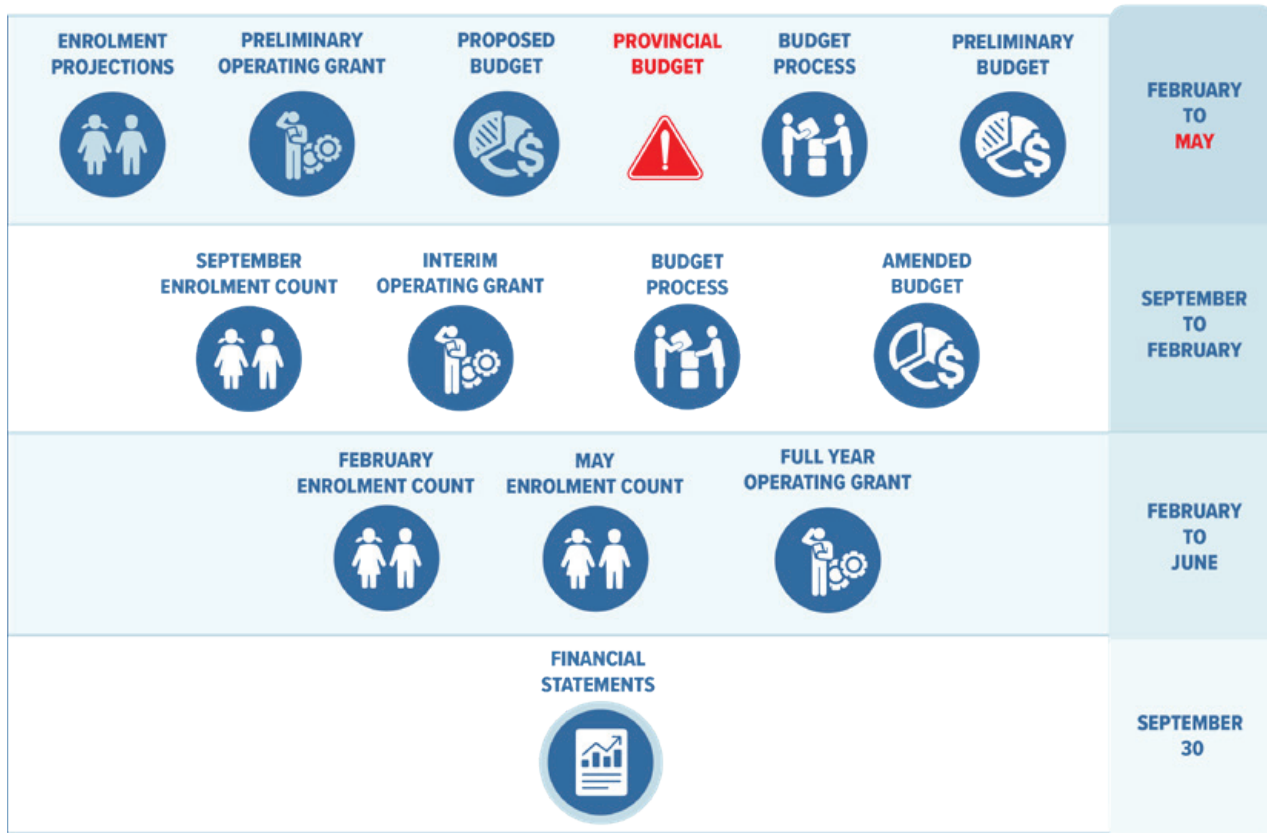 ENROLMENT
PROJECTIONS
PRELIMINARY
OPERATING GRANT
PROPOSED
BUDGET
PROVINCIAL
BUDGET
BUDGET
PROCESS
PRELIMINARY
BUDGET
FEBRUARY
TO
MAY
SEPTEMBER
ENROLMENT COUNT
INTERIM
OPERATING GRANT
BUDGET
PROCESS
AMENDED
BUDGET
SEPTEMBER
TO
FEBRUARY
FEBRUARY
ENROLMENT COUNT
MAY
ENROLMENT COUNT
FULL YEAR
OPERATING GRANT
FEBRUARY
TO
JUNE
FINANCIAL
STATEMENTS
SEPTEMBER
30